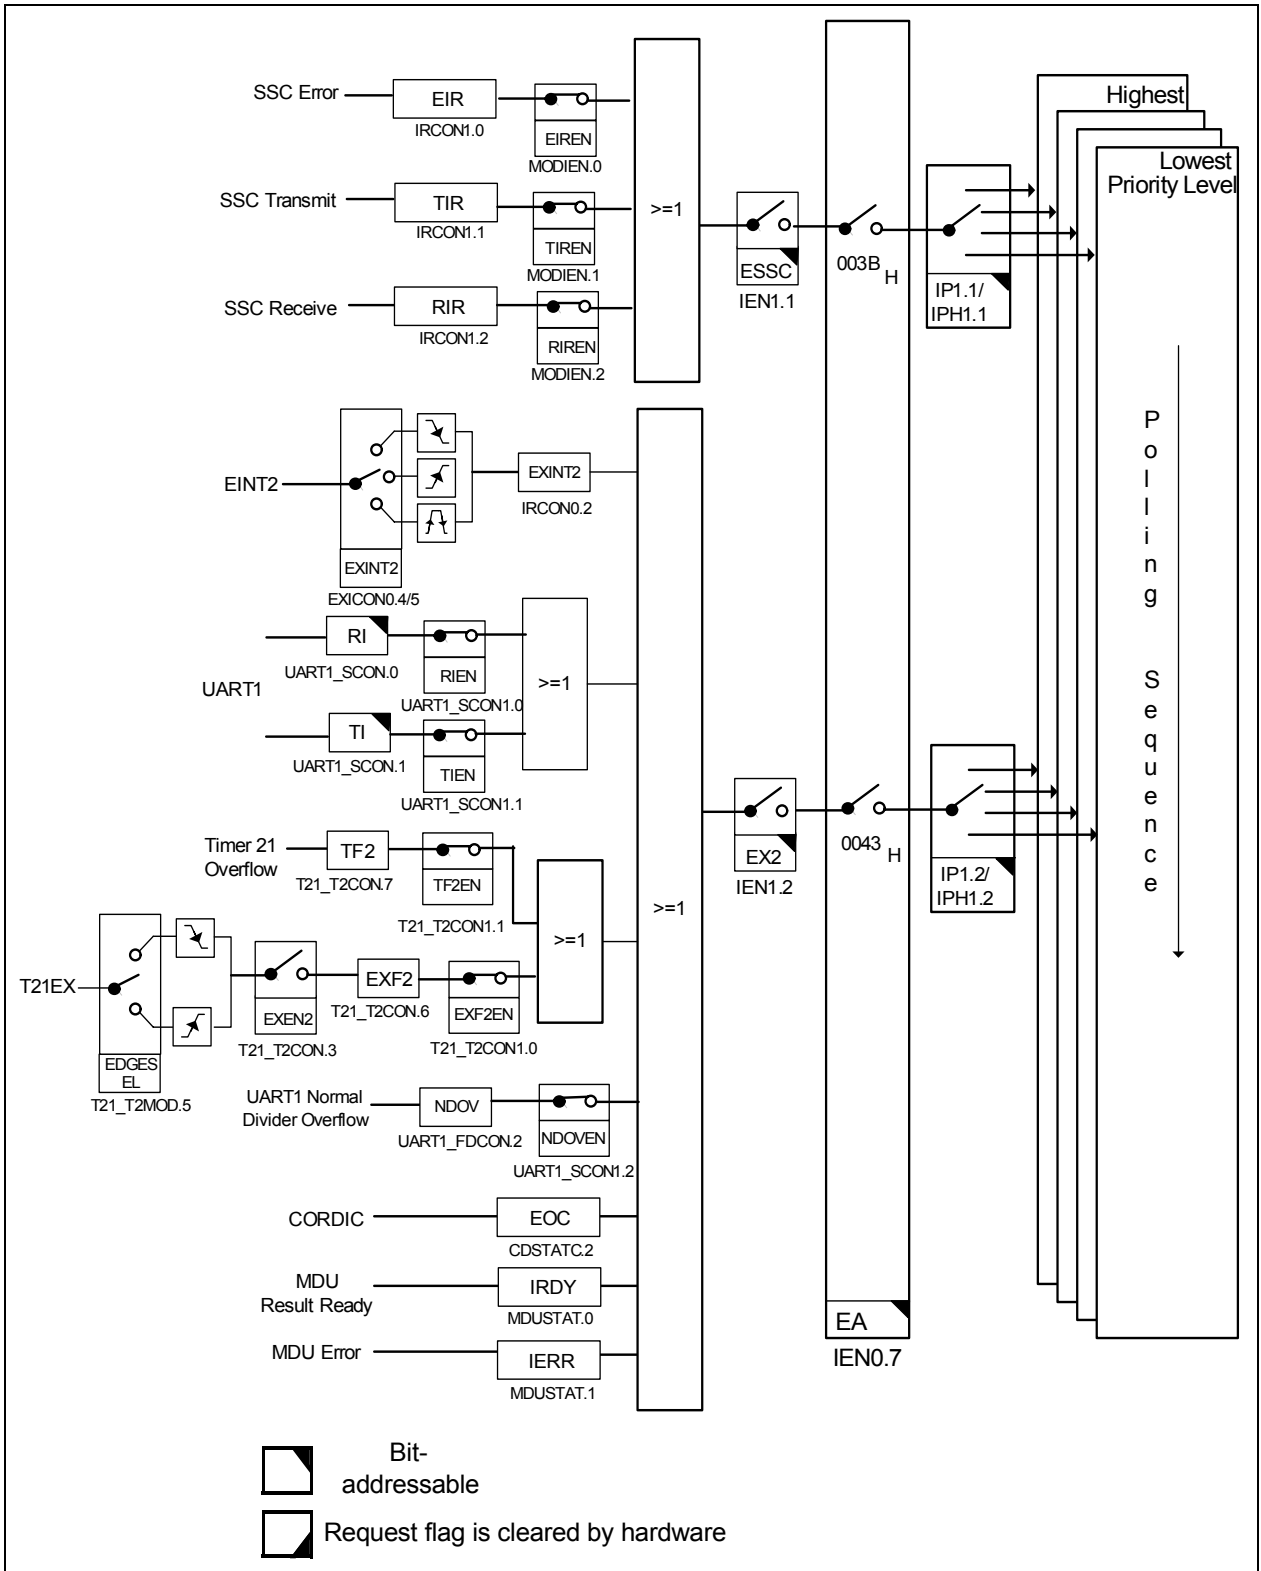 SSC Error
EIR
IRCON1.0
EIREN
MODIEN.0
SSC Transmit
TIR
IRCON1.1
TIREN
MODIEN.1
SSC Receive
RIR
IRCON1.2
RIREN
MODIEN.2
>=1
ESSC
IEN1.1
003B H
IP1.1/
IPH1.1
Highest
Lowest
Priority Level
Polling Sequence
EINT2
EXINT2
EXICON0.4/5
EXINT2
IRCON0.2
UART1
RI
UART1_SCON.0
RIEN
UART1_SCON1.0
TI
UART1_SCON.1
TIEN
UART1_SCON1.1
>=1
Timer 21
Overflow
TF2
T21_T2CON.7
TF2EN
T21_T2CON1.1
T21EX
EDGES
EL
T21_T2MOD.5
EXEN2
T21_T2CON.3
EXF2
T21_T2CON.6
EXF2EN
T21_T2CON1.0
>=1
UART1 Normal
Divider Overflow
NDOV
UART1_FDCON.2
NDOVEN
UART1_SCON1.2
CORDIC
EOC
CDSTATC.2
MDU
Result Ready
IRDY
MDUSTAT.0
MDU Error
IERR
MDUSTAT.1
>=1
EX2
IEN1.2
0043 H
IP1.2/
IPH1.2
EA
IEN0.7
Bit-
addressable
Request flag is cleared by hardware